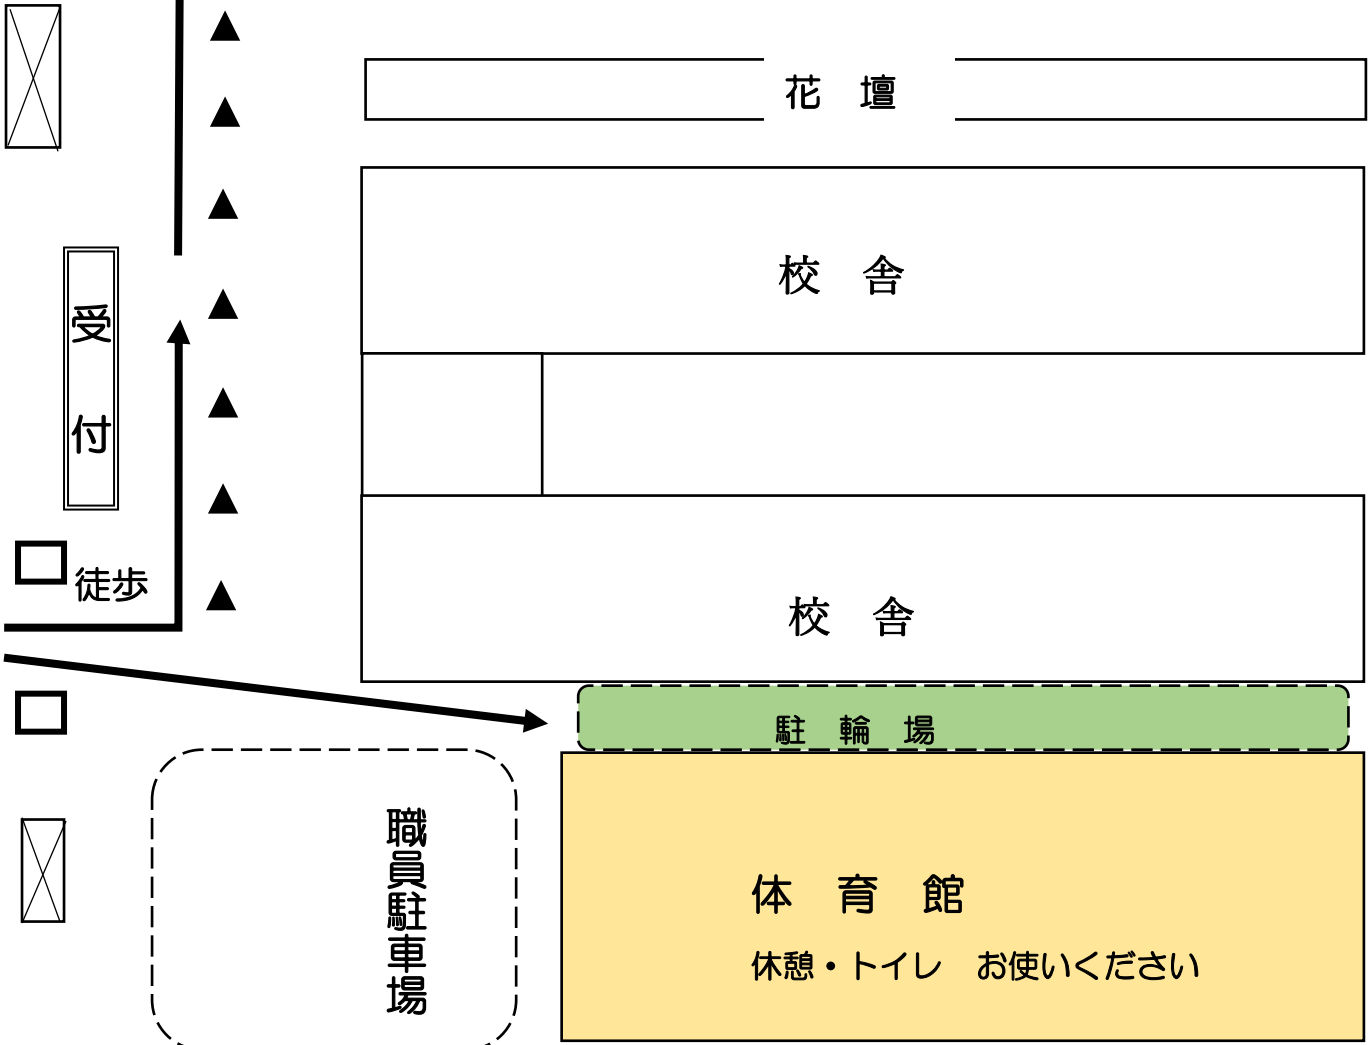 花　壇
校　舎
受付
徒歩
校　舎
駐　輪　場
職員駐車場
体　育　館
休憩・トイレ　お使いください